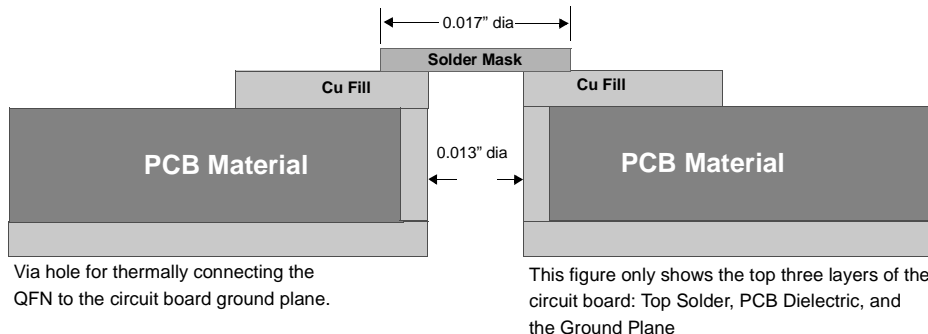 0.017" dia
Solder Mask
Cu Fill
Cu Fill
PCB Material
0.013" dia
PCB Material
Via hole for thermally connecting the
QFN to the circuit board ground plane.
This figure only shows the top three layers of the
circuit board: Top Solder, PCB Dielectric, and
the Ground Plane